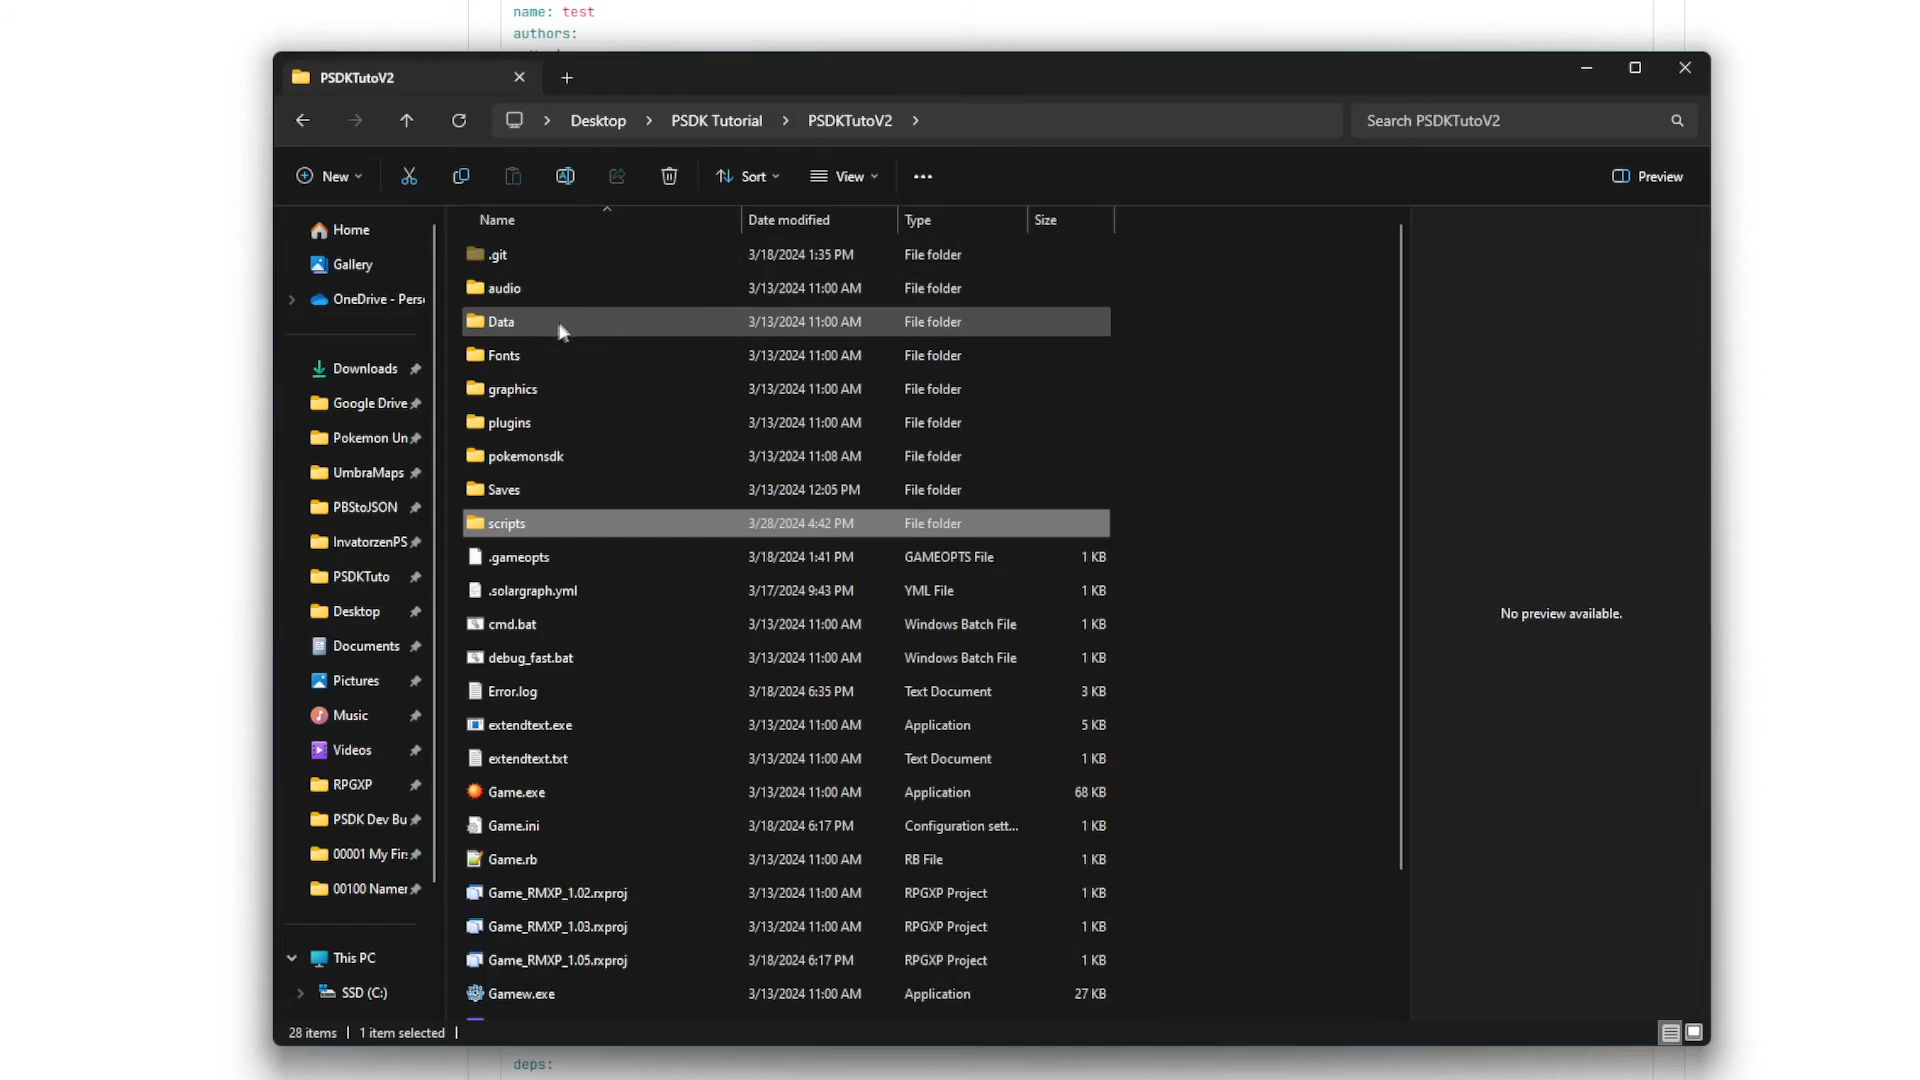 name: test
authors:
PSDKTutoV2
Desktop
PSDK Tutorial
PSDKTutoV2
Search PSDKTutoV2
New
Sort
View
Preview
Name
Date modified
Type
Size
Home
Gallery
OneDrive - Pers
Downloads
Google Drive
Pokemon Un
UmbraMaps
PBStoJSON
InvatorzenPS
PSDKTuto
Desktop
Documents
Pictures
Music
Videos
RPGXP
PSDK Dev Bu
00001 My Fir
00100 Namer
This PC
SSD (C:)
.git 3/18/2024 1:35 PM File folder
audio 3/13/2024 11:00 AM File folder
Data 3/13/2024 11:00 AM File folder
Fonts 3/13/2024 11:00 AM File folder
graphics 3/13/2024 11:00 AM File folder
plugins 3/13/2024 11:00 AM File folder
pokemonsdk 3/13/2024 11:08 AM File folder
Saves 3/13/2024 12:05 PM File folder
scripts 3/28/2024 4:42 PM File folder
.gameopts 3/18/2024 1:41 PM GAMEOPTS File 1 KB
.solargraph.yml 3/17/2024 9:43 PM YML File 1 KB
cmd.bat 3/13/2024 11:00 AM Windows Batch File 1 KB
debug_fast.bat 3/13/2024 11:00 AM Windows Batch File 1 KB
Error.log 3/18/2024 6:35 PM Text Document 3 KB
extendtext.exe 3/13/2024 11:00 AM Application 5 KB
extendtext.txt 3/13/2024 11:00 AM Text Document 1 KB
Game.exe 3/13/2024 11:00 AM Application 68 KB
Game.ini 3/18/2024 6:17 PM Configuration sett... 1 KB
Game.rb 3/13/2024 11:00 AM RB File 1 KB
Game_RMXP_1.02.rxproj 3/13/2024 11:00 AM RPGXP Project 1 KB
Game_RMXP_1.03.rxproj 3/13/2024 11:00 AM RPGXP Project 1 KB
Game_RMXP_1.05.rxproj 3/18/2024 6:17 PM RPGXP Project 1 KB
Gamew.exe 3/13/2024 11:00 AM Application 27 KB
No preview available.
28 items
1 item selected
deps: